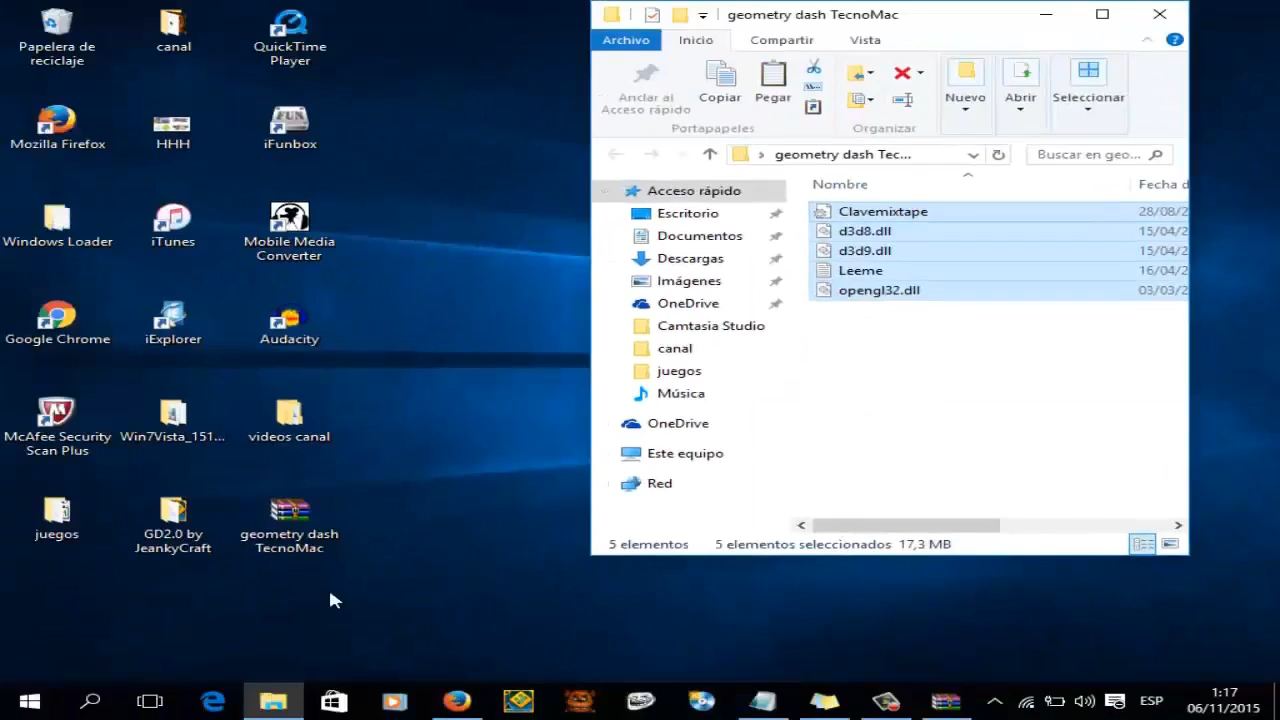 Papelera de
reciclaje
canal
QuickTime
Player
Mozilla Firefox
HHH
iFunbox
Windows Loader
iTunes
Mobile Media
Converter
Google Chrome
iExplorer
Audacity
McAfee Security
Scan Plus
Win7Vista_151...
videos canal
juegos
GD2.0 by
JeankyCraft
geometry dash
TecnoMac
geometry dash TecnoMac
Archivo
Inicio
Compartir
Vista
Anclar al
Acceso rápido
Copiar
Pegar
Nuevo
Abrir
Seleccionar
Portapapeles
Organizar
geometry dash Tec...
Buscar en geo...
Acceso rápido
Escritorio
Documentos
Descargas
Imágenes
OneDrive
Camtasia Studio
canal
juegos
Música
OneDrive
Este equipo
Red
Nombre
Fecha d
Clavemixtape
28/08/2
d3d8.dll
15/04/2
d3d9.dll
15/04/2
Leeme
16/04/2
opengl32.dll
03/03/2
5 elementos
5 elementos seleccionados 17,3 MB
ESP
1:17
06/11/2015